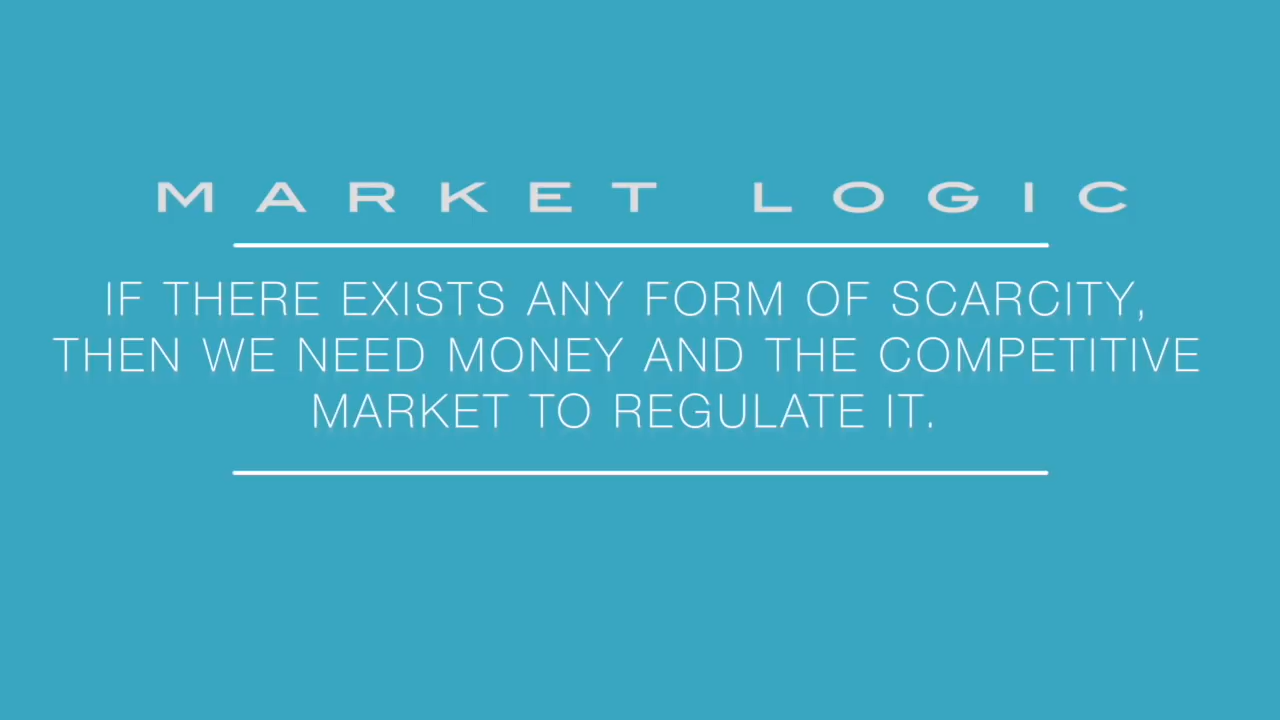 MARKET LOGIC
IF THERE EXISTS ANY FORM OF SCARCITY,
THEN WE NEED MONEY AND THE COMPETITIVE
MARKET TO REGULATE IT.